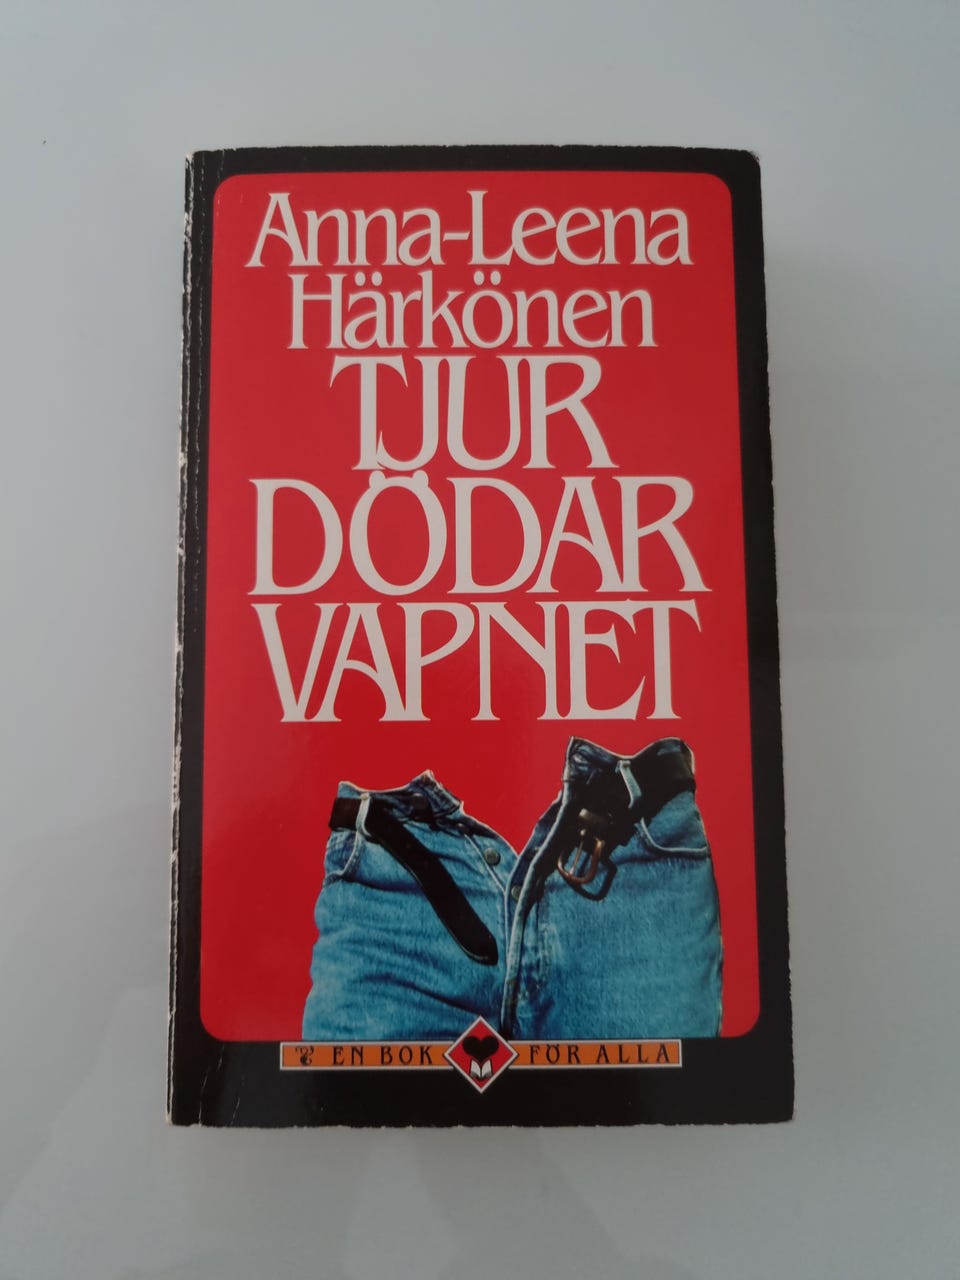 Anna-Leena
Härkönen
TJUR
DÖDAR
VAPNET
EN BOK FÖR ALLA